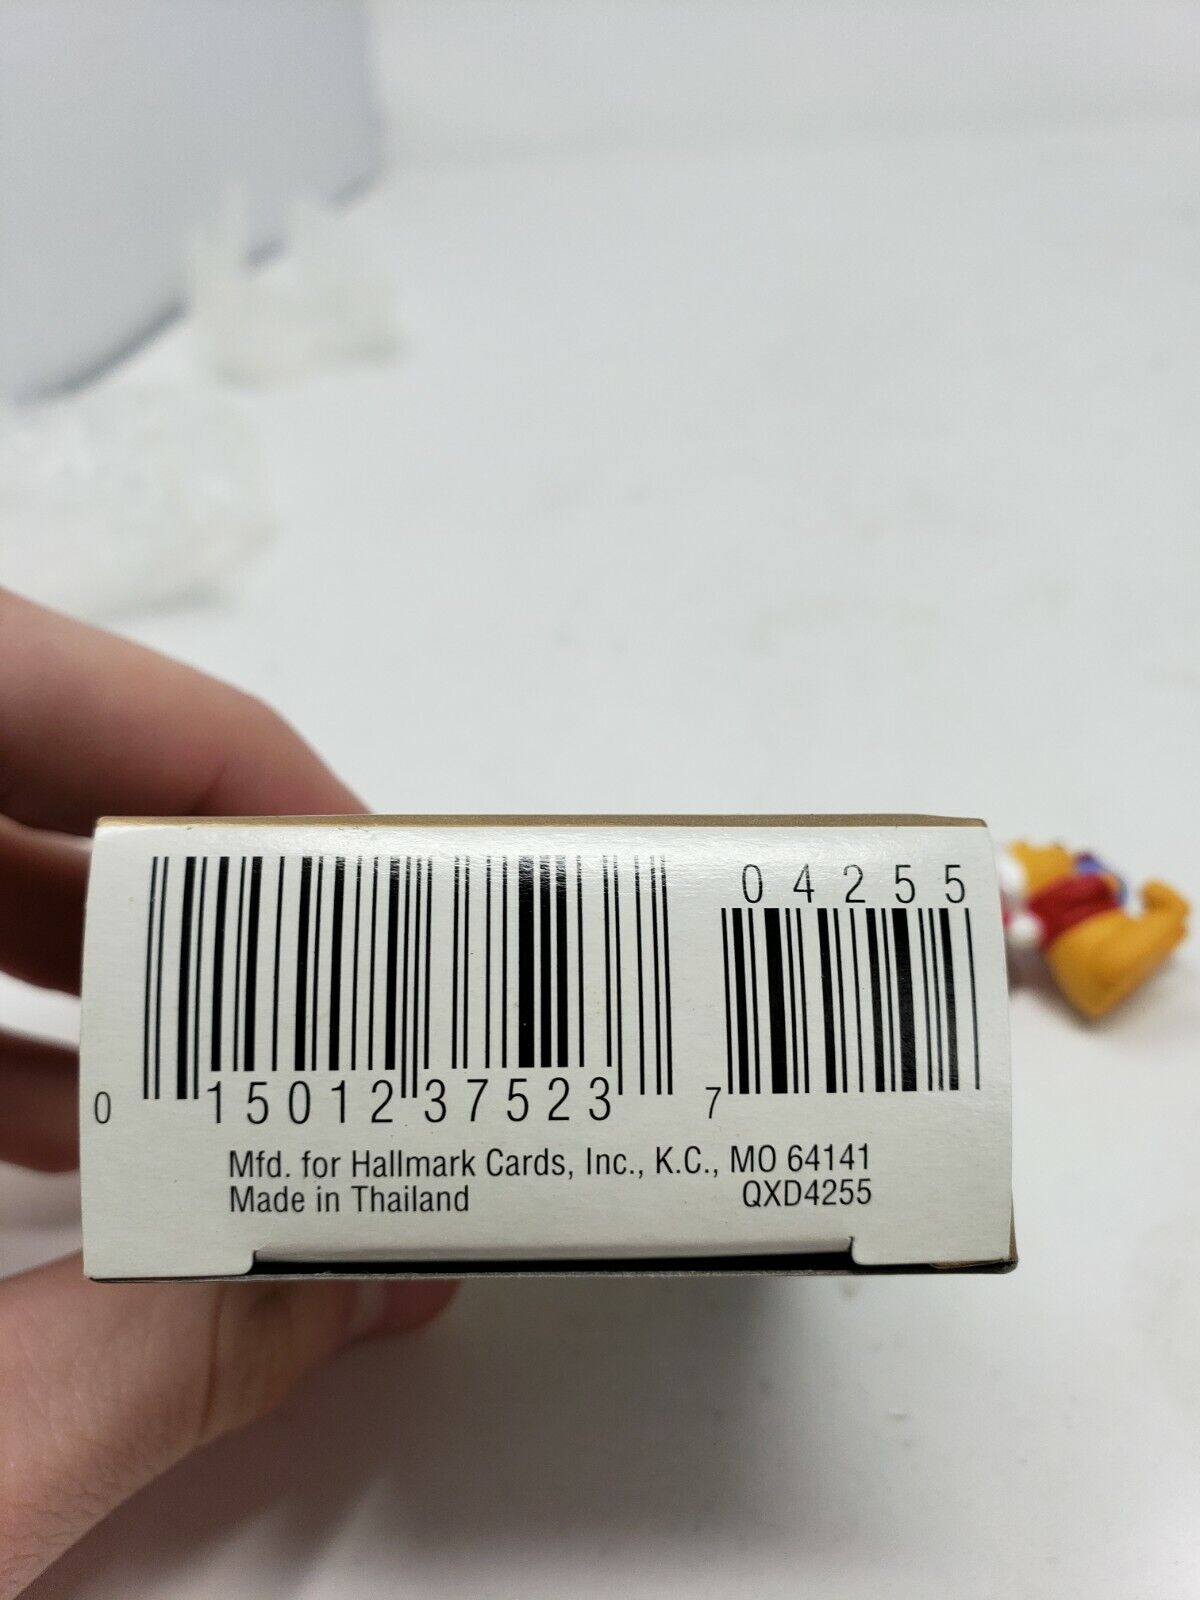 04255
0 15012 37523 7
Mfd. for Hallmark Cards, Inc., K.C., MO 64141
Made in Thailand QXD4255